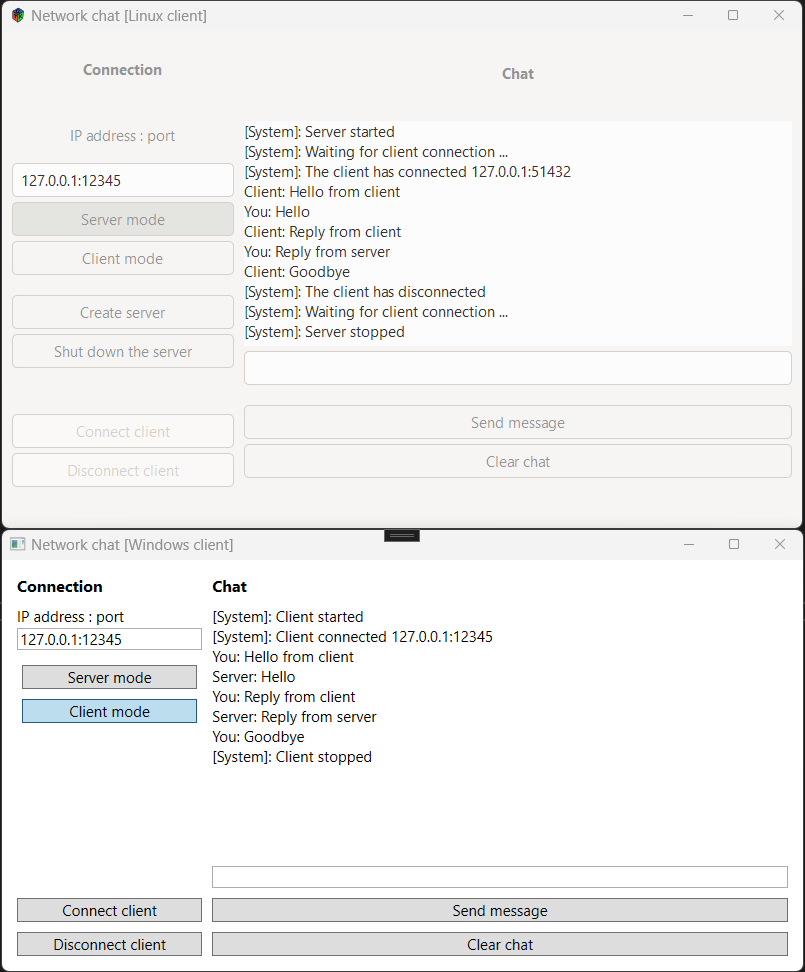 Network chat [Linux client]
Connection
IP address : port
127.0.0.1:12345
Server mode
Client mode
Create server
Shut down the server
Connect client
Disconnect client
Chat
[System]: Server started
[System]: Waiting for client connection ...
[System]: The client has connected 127.0.0.1:51432
Client: Hello from client
You: Hello
Client: Reply from client
You: Reply from server
Client: Goodbye
[System]: The client has disconnected
[System]: Waiting for client connection ...
[System]: Server stopped
Send message
Clear chat
Network chat [Windows client]
Connection
IP address : port
127.0.0.1:12345
Server mode
Client mode
Connect client
Disconnect client
Chat
[System]: Client started
[System]: Client connected 127.0.0.1:12345
You: Hello from client
Server: Hello
You: Reply from client
Server: Reply from server
You: Goodbye
[System]: Client stopped
Send message
Clear chat